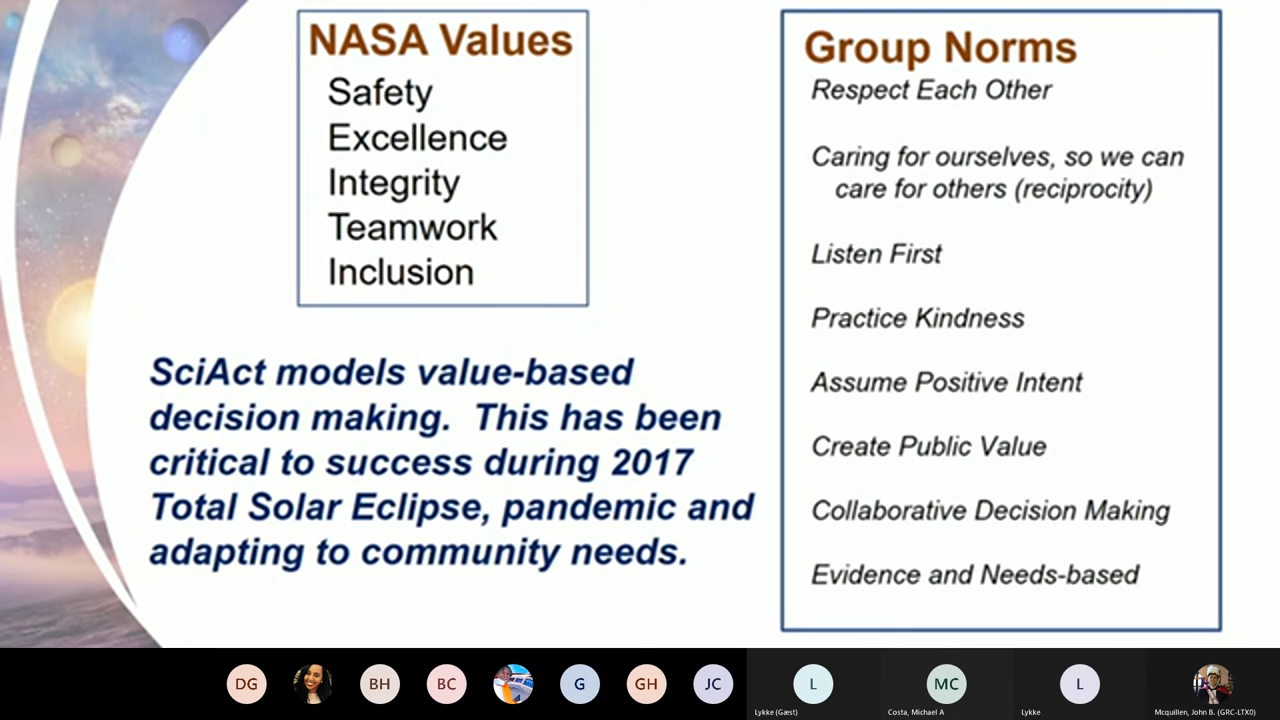 NASA Values
Safety
Excellence
Integrity
Teamwork
Inclusion
SciAct models value-based
decision making.  This has been
critical to success during 2017
Total Solar Eclipse, pandemic and
adapting to community needs.
Group Norms
Respect Each Other
Caring for ourselves, so we can
care for others (reciprocity)
Listen First
Practice Kindness
Assume Positive Intent
Create Public Value
Collaborative Decision Making
Evidence and Needs-based
DG
BH
BC
G
GH
JC
L
MC
L
Lykke (Gæst)
Costa, Michael A
Lykke
Mcquillen, John B. (GRC-LTX0)